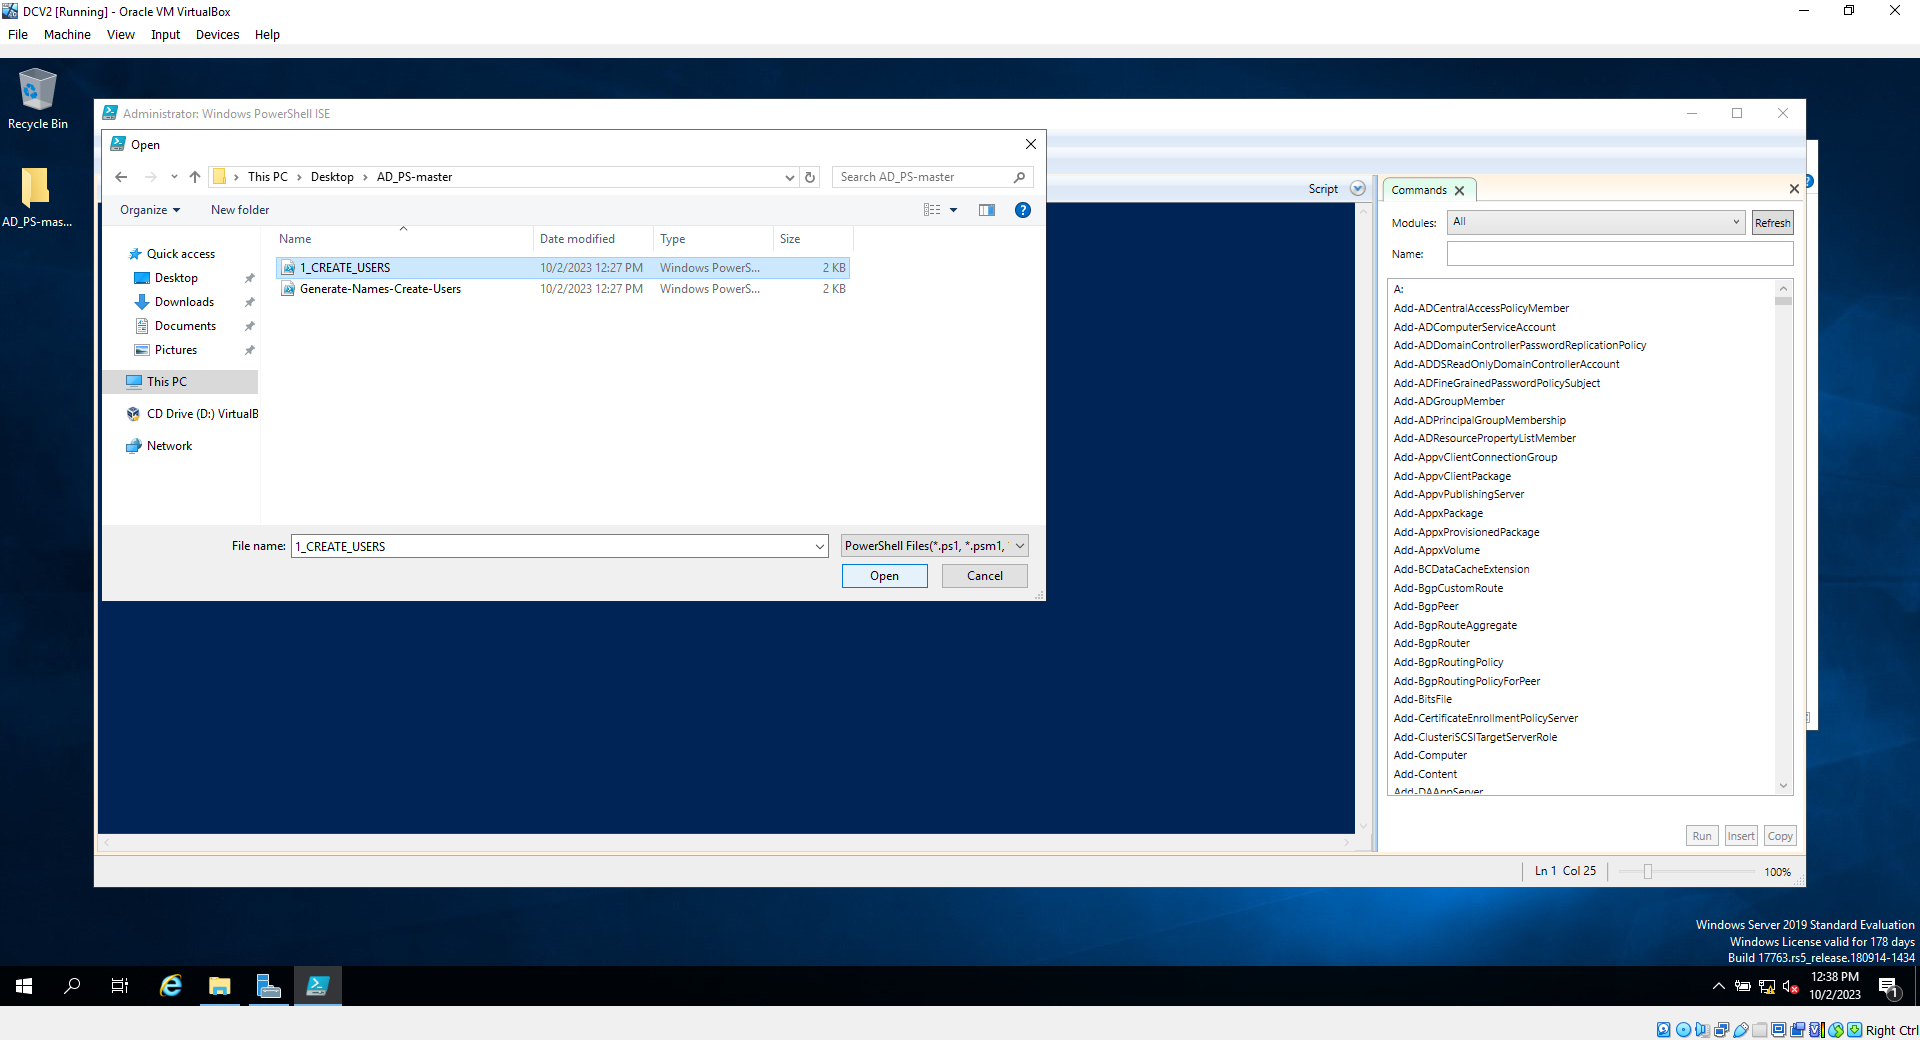 DCV2 [Running] - Oracle VM VirtualBox
File Machine View Input Devices Help
Recycle Bin
AD_PS-mas...
Administrator: Windows PowerShell ISE
Open
This PC > Desktop > AD_PS-master
Search AD_PS-master
Organize
New folder
Name Date modified Type Size
1_CREATE_USERS 10/2/2023 12:27 PM Windows PowerS... 2 KB
Generate-Names-Create-Users 10/2/2023 12:27 PM Windows PowerS... 2 KB
Quick access
Desktop
Downloads
Documents
Pictures
This PC
CD Drive (D:) VirtualB
Network
File name: 1_CREATE_USERS
PowerShell Files(*.ps1, *.psm1,
Open Cancel
Script
Commands
Modules: All Refresh
Name:
A:
Add-ADCentralAccessPolicyMember
Add-ADComputerServiceAccount
Add-ADDomainControllerPasswordReplicationPolicy
Add-ADDSReadOnlyDomainControllerAccount
Add-ADFineGrainedPasswordPolicySubject
Add-ADGroupMember
Add-ADPrincipalGroupMembership
Add-ADResourcePropertyListMember
Add-AppvClientConnectionGroup
Add-AppvClientPackage
Add-AppvPublishingServer
Add-AppxPackage
Add-AppxProvisionedPackage
Add-AppxVolume
Add-BCDataCacheExtension
Add-BgpCustomRoute
Add-BgpPeer
Add-BgpRouteAggregate
Add-BgpRouter
Add-BgpRoutingPolicy
Add-BgpRoutingPolicyForPeer
Add-BitsFile
Add-CertificateEnrollmentPolicyServer
Add-ClusteriSCSITargetServerRole
Add-Computer
Add-Content
Add-DAAppServer
Run Insert Copy
Ln 1 Col 25
100%
Windows Server 2019 Standard Evaluation
Windows License valid for 178 days
Build 17763.rs5_release.180914-1434
12:38 PM
10/2/2023
1
Right Ctrl